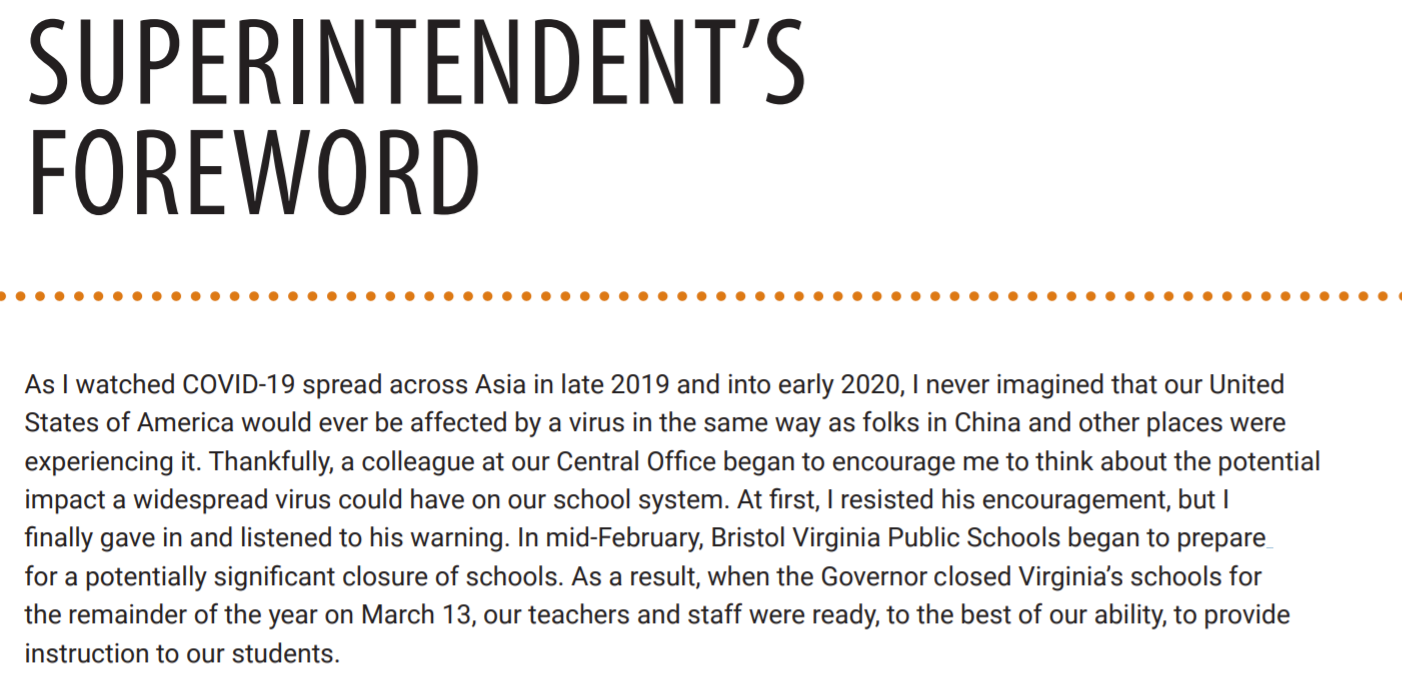 SUPERINTENDENT’S
FOREWORD
As I watched COVID-19 spread across Asia in late 2019 and into early 2020, I never imagined that our United
States of America would ever be affected by a virus in the same way as folks in China and other places were
experiencing it. Thankfully, a colleague at our Central Office began to encourage me to think about the potential
impact a widespread virus could have on our school system. At first, I resisted his encouragement, but I
finally gave in and listened to his warning. In mid-February, Bristol Virginia Public Schools began to prepare
for a potentially significant closure of schools. As a result, when the Governor closed Virginia’s schools for
the remainder of the year on March 13, our teachers and staff were ready, to the best of our ability, to provide
instruction to our students.